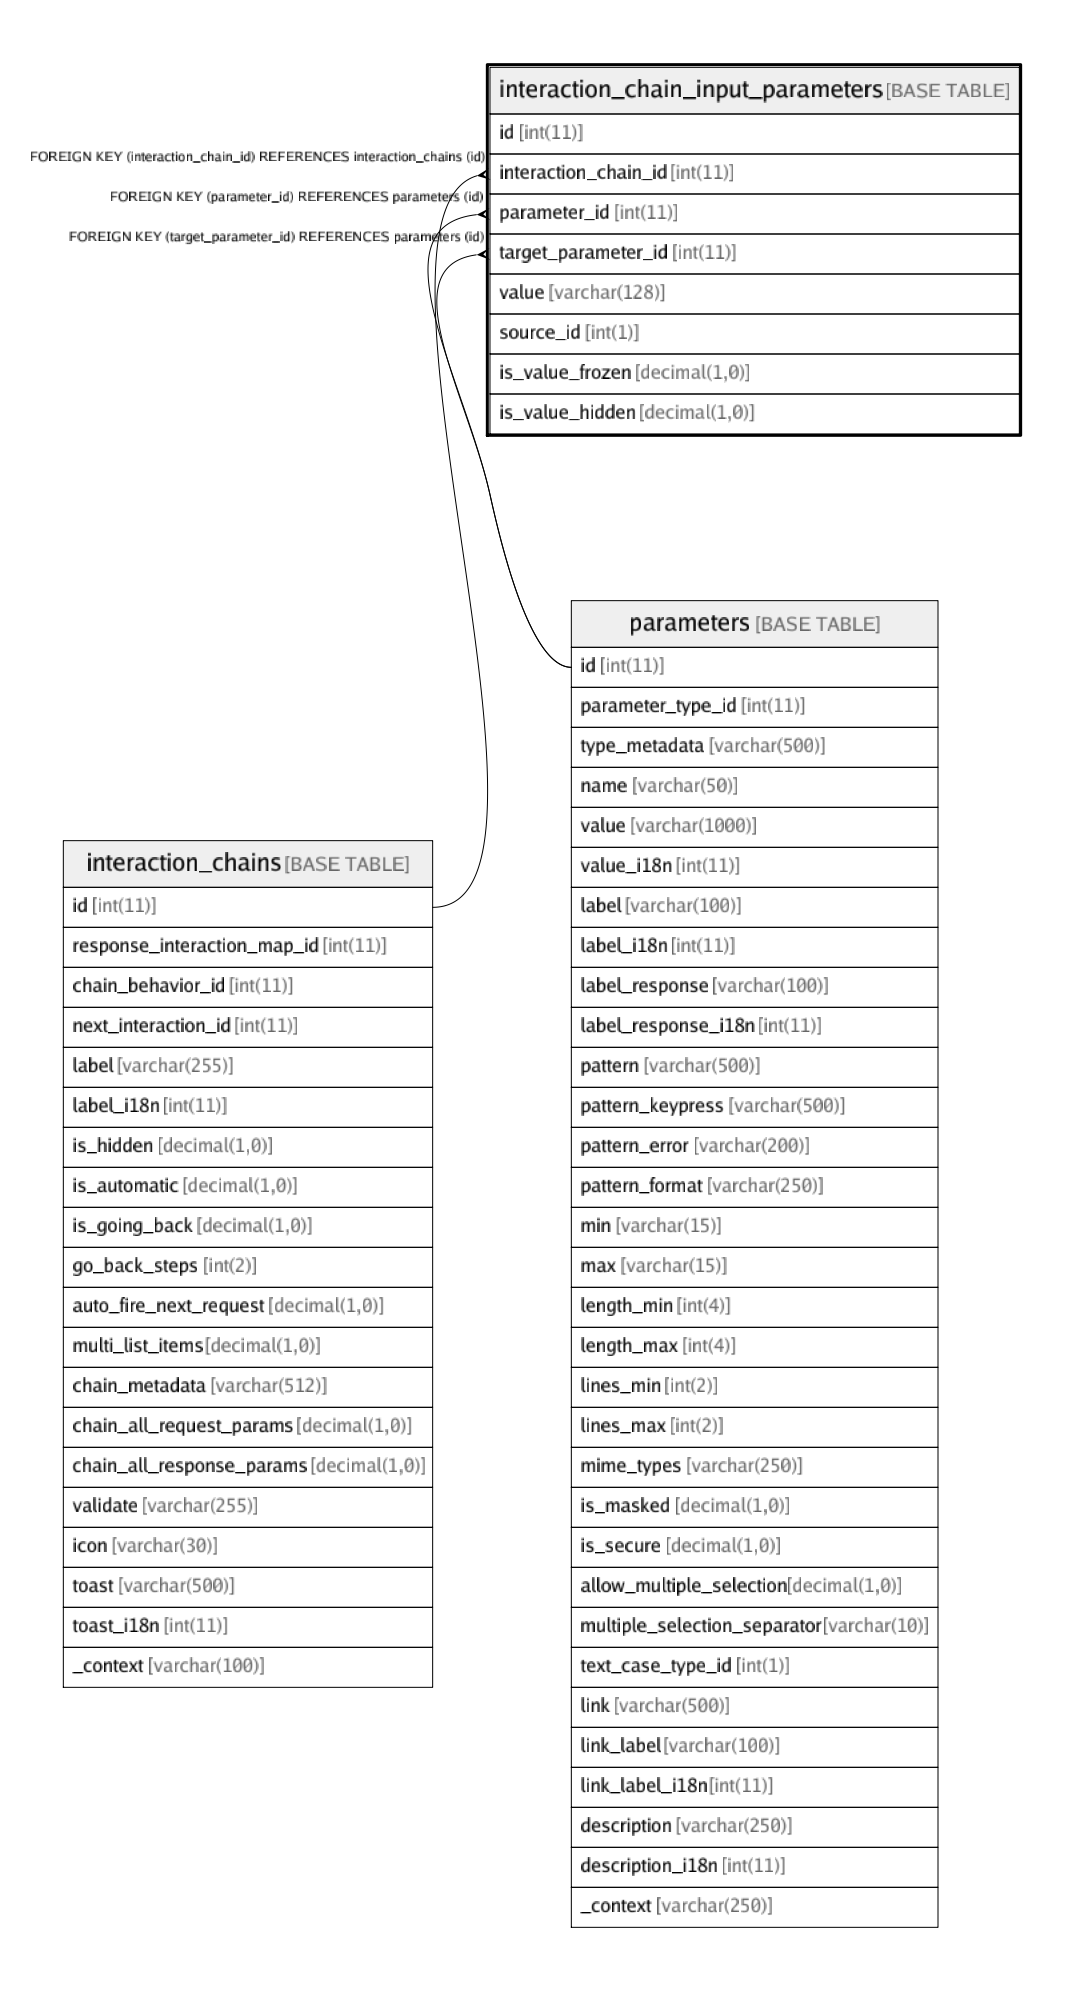 interaction_chain_input_parameters [BASE TABLE]
id [int(11)]
FOREIGN KEY (interaction_chain_id) REFERENCES interaction_chains (id)
interaction_chain_id [int(11)]
FOREIGN KEY (parameter_id) REFERENCES parameters (id)
parameter_id [int(11)]
FOREIGN KEY (target_parameter_id) REFERENCES parameters (id)
target_parameter_id [int(11)]
value [varchar(128)]
source_id [int(1)]
is_value_frozen [decimal(1,0)]
is_value_hidden [decimal(1,0)]
parameters [BASE TABLE]
id [int(11)]
parameter_type_id [int(11)]
type_metadata [varchar(500)]
name [varchar(50)]
value [varchar(1000)]
value_i18n [int(11)]
label [varchar(100)]
label_i18n [int(11)]
label_response [varchar(100)]
label_response_i18n [int(11)]
pattern [varchar(500)]
pattern_keypress [varchar(500)]
pattern_error [varchar(200)]
pattern_format [varchar(250)]
min [varchar(15)]
max [varchar(15)]
length_min [int(4)]
length_max [int(4)]
lines_min [int(2)]
lines_max [int(2)]
mime_types [varchar(250)]
is_masked [decimal(1,0)]
is_secure [decimal(1,0)]
allow_multiple_selection [decimal(1,0)]
multiple_selection_separator [varchar(10)]
text_case_type_id [int(1)]
link [varchar(500)]
link_label [varchar(100)]
link_label_i18n [int(11)]
description [varchar(250)]
description_i18n [int(11)]
_context [varchar(250)]
interaction_chains [BASE TABLE]
id [int(11)]
response_interaction_map_id [int(11)]
chain_behavior_id [int(11)]
next_interaction_id [int(11)]
label [varchar(255)]
label_i18n [int(11)]
is_hidden [decimal(1,0)]
is_automatic [decimal(1,0)]
is_going_back [decimal(1,0)]
go_back_steps [int(2)]
auto_fire_next_request [decimal(1,0)]
multi_list_items [decimal(1,0)]
chain_metadata [varchar(512)]
chain_all_request_params [decimal(1,0)]
chain_all_response_params [decimal(1,0)]
validate [varchar(255)]
icon [varchar(30)]
toast [varchar(500)]
toast_i18n [int(11)]
_context [varchar(100)]